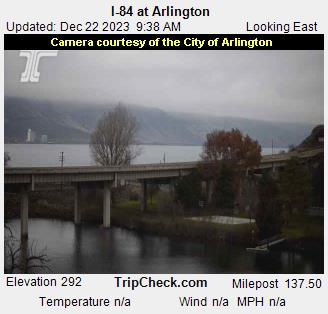 I-84 at Arlington
Updated: Dec 22 2023 9:38 AM Looking East
Camera courtesy of the City of Arlington
Elevation 292 TripCheck.com Milepost 137.50
Temperature n/a Wind n/a MPH n/a